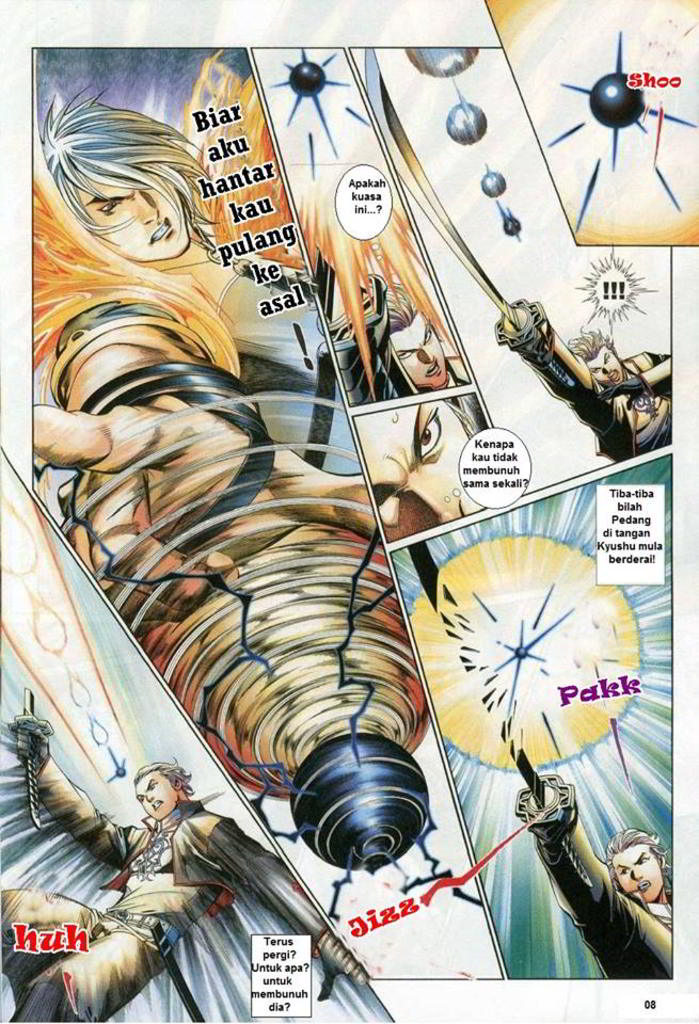 Biar
aku
hantar
kau
pulang
ke
asal
!
Apakah
kuasa
ini...?
Shoo
!!!
Kenapa
kau tidak
membunuh
sama sekali?
Tiba-tiba
bilah
Pedang
di tangan
Kyushu mula
berderai!
Pakk
Jizz
huh
Terus
pergi?
Untuk apa?
untuk
membunuh
dia?
08